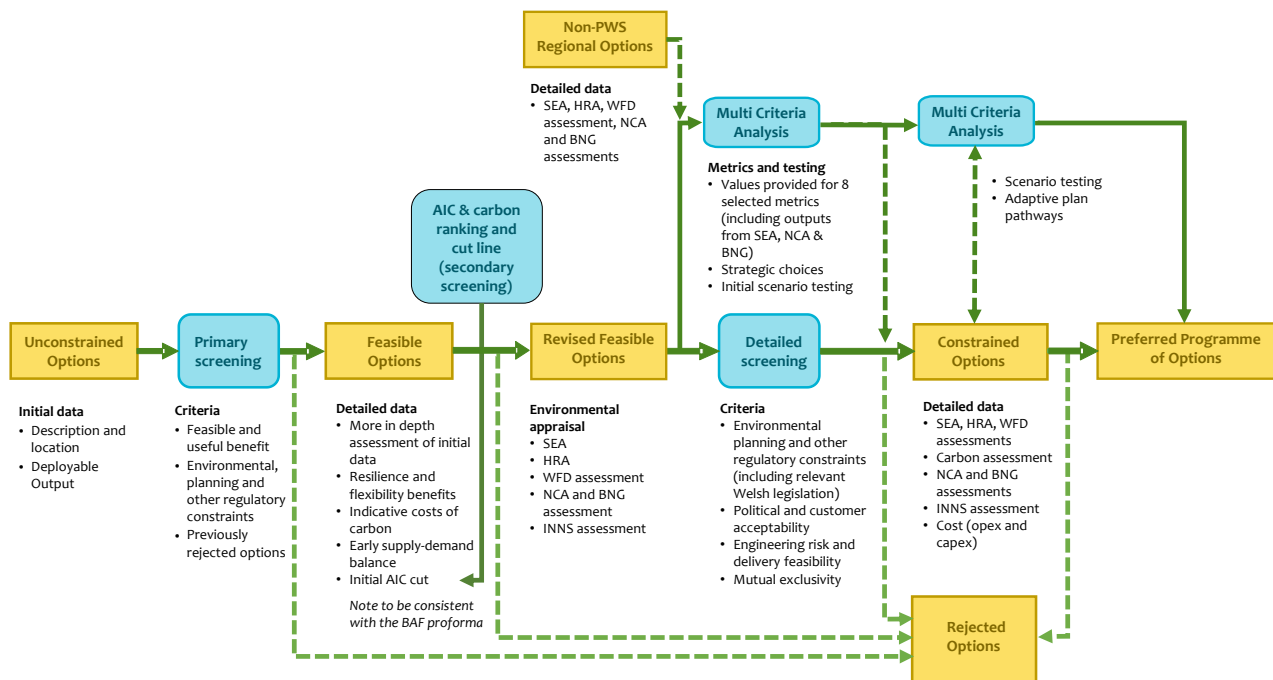 Non-PWS
Regional Options
Detailed data
• SEA, HRA, WFD
assessment, NCA
and BNG
assessments
Multi Criteria
Analysis
Metrics and testing
• Values provided for 8
selected metrics
(including outputs
from SEA, NCA &
BNG)
• Strategic choices
• Initial scenario testing
Multi Criteria
Analysis
• Scenario testing
• Adaptive plan
pathways
AIC & carbon
ranking and
cut line
(secondary
screening)
Unconstrained
Options
Initial data
• Description and
location
• Deployable
Output
Primary
screening
Criteria
• Feasible and
useful benefit
• Environmental,
planning and
other regulatory
constraints
• Previously
rejected options
Feasible
Options
Detailed data
• More in depth
assessment of initial
data
• Resilience and
flexibility benefits
• Indicative costs of
carbon
• Early supply-demand
balance
• Initial AIC cut
Note to be consistent
with the BAF proforma
Revised Feasible
Options
Environmental
appraisal
• SEA
• HRA
• WFD assessment
• NCA and BNG
assessment
• INNS assessment
Detailed
screening
Criteria
• Environmental
planning and other
regulatory constraints
(including relevant
Welsh legislation)
• Political and customer
acceptability
• Engineering risk and
delivery feasibility
• Mutual exclusivity
Constrained
Options
Detailed data
• SEA, HRA, WFD
assessments
• Carbon assessment
• NCA and BNG
assessments
• INNS assessment
• Cost (opex and
capex)
Preferred Programme
of Options
Rejected
Options